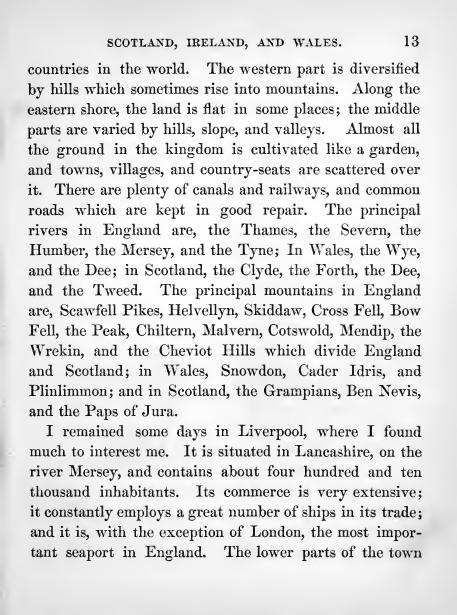 SCOTLAND, IRELAND, AND WALES. 13
countries in the world. The western part is diversified
by hills which sometimes rise into mountains. Along the
eastern shore, the land is flat in some places; the middle
parts are varied by hills, slope, and valleys. Almost all
the ground in the kingdom is cultivated like a garden,
and towns, villages, and country-seats are scattered over
it. There are plenty of canals and railways, and common
roads which are kept in good repair. The principal
rivers in England are, the Thames, the Severn, the
Humber, the Mersey, and the Tyne; In Wales, the Wye,
and the Dee; in Scotland, the Clyde, the Forth, the Dee,
and the Tweed. The principal mountains in England
are, Scawfell Pikes, Helvellyn, Skiddaw, Cross Fell, Bow
Fell, the Peak, Chiltern, Malvern, Cotswold, Mendip, the
Wrekin, and the Cheviot Hills which divide England
and Scotland; in Wales, Snowdon, Cader Idris, and
Plinlimmon; and in Scotland, the Grampians, Ben Nevis,
and the Paps of Jura.
I remained some days in Liverpool, where I found
much to interest me. It is situated in Lancashire, on the
river Mersey, and contains about four hundred and ten
thousand inhabitants. Its commerce is very extensive;
it constantly employs a great number of ships in its trade;
and it is, with the exception of London, the most impor-
tant seaport in England. The lower parts of the town